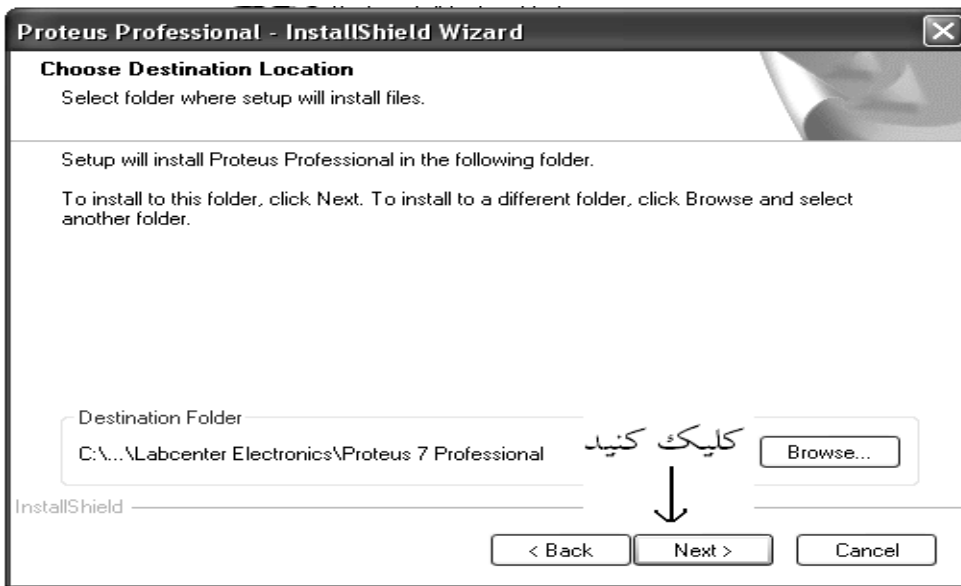 Proteus Professional - InstallShield Wizard
Choose Destination Location
Select folder where setup will install files.
Setup will install Proteus Professional in the following folder.
To install to this folder, click Next. To install to a different folder, click Browse and select
another folder.
Destination Folder
C:\...\Labcenter Electronics\Proteus 7 Professional
کلیک کنید
Browse...
InstallShield
< Back
Next >
Cancel